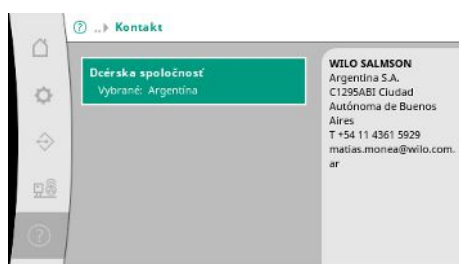 ..▸ Kontakt
Dcérska spoločnosť
Vybrané: Argentína
WILO SALMSON
Argentina S.A.
C1295ABI Ciudad
Autónoma de Buenos
Aires
T +54 11 4361 5929
matias.monea@wilo.com.
ar